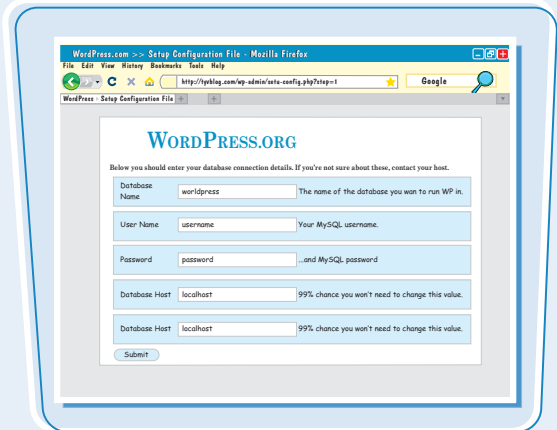 WordPress.com >> Setup Configuration File - Mozilla Firefox
File Edit View History Bookmarks Tools Help
http://tyvblog.com/wp-admin/setu-config.php?step=1
Google
WordPress › Setup Configuration File
WORDPRESS.ORG
Below you should enter your database connection details. If you're not sure about these, contact your host.
Database Name worldpress The name of the database you wan to run WP in.
User Name username Your MySQL username.
Password password ...and MySQL password
Database Host localhost 99% chance you won't need to change this value.
Database Host localhost 99% chance you won't need to change this value.
Submit